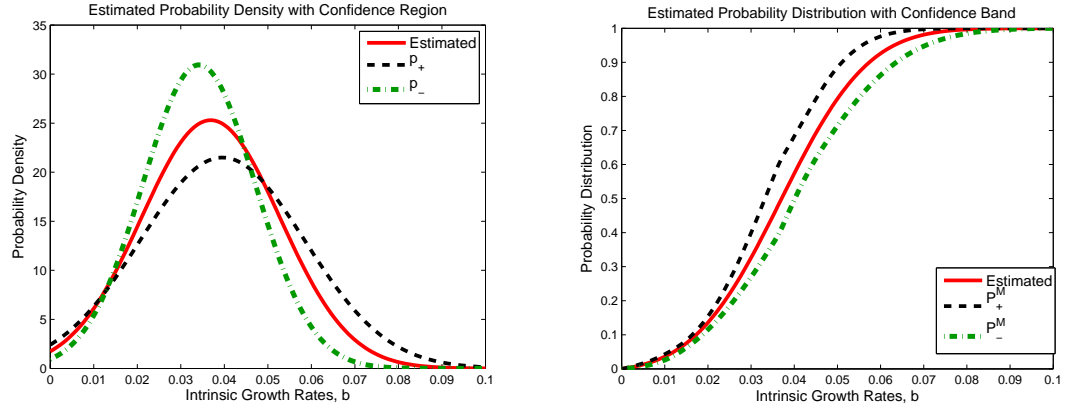 Estimated Probability Density with Confidence Region
35
30
25
20
15
10
5
0
Probability Density
0 0.01 0.02 0.03 0.04 0.05 0.06 0.07 0.08 0.09 0.1
Intrinsic Growth Rates, b
Estimated
p+
p−
Estimated Probability Distribution with Confidence Band
1
0.9
0.8
0.7
0.6
0.5
0.4
0.3
0.2
0.1
0
Probability Distribution
0 0.01 0.02 0.03 0.04 0.05 0.06 0.07 0.08 0.09 0.1
Intrinsic Growth Rates, b
Estimated
P+M
P−M